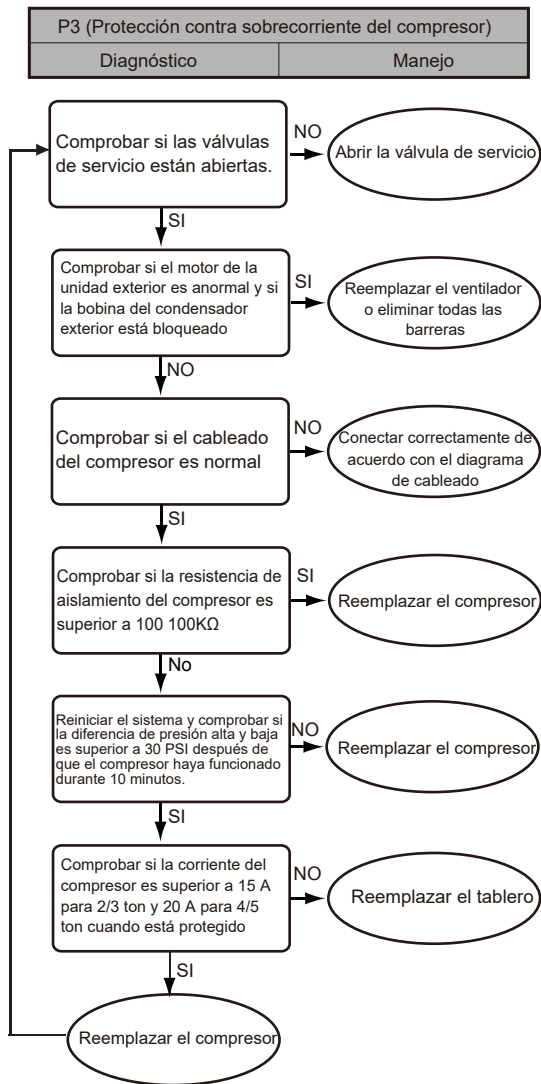 P3 (Protección contra sobrecorriente del compresor)
Diagnóstico
Manejo
Comprobar si las válvulas
de servicio están abiertas.
NO
Abrir la válvula de servicio
SI
Comprobar si el motor de la
unidad exterior es anormal y si
la bobina del condensador
exterior está bloqueado
SI
Reemplazar el ventilador
o eliminar todas las
barreras
NO
Comprobar si el cableado
del compresor es normal
NO
Conectar correctamente de
acuerdo con el diagrama
de cableado
SI
Comprobar si la resistencia de
aislamiento del compresor es
superior a 100 100KΩ
SI
Reemplazar el compresor
No
Reiniciar el sistema y comprobar si
la diferencia de presión alta y baja
es superior a 30 PSI después de
que el compresor haya funcionado
durante 10 minutos.
NO
Reemplazar el compresor
SI
Comprobar si la corriente del
compresor es superior a 15 A
para 2/3 ton y 20 A para 4/5
ton cuando está protegido
NO
Reemplazar el tablero
SI
Reemplazar el compresor